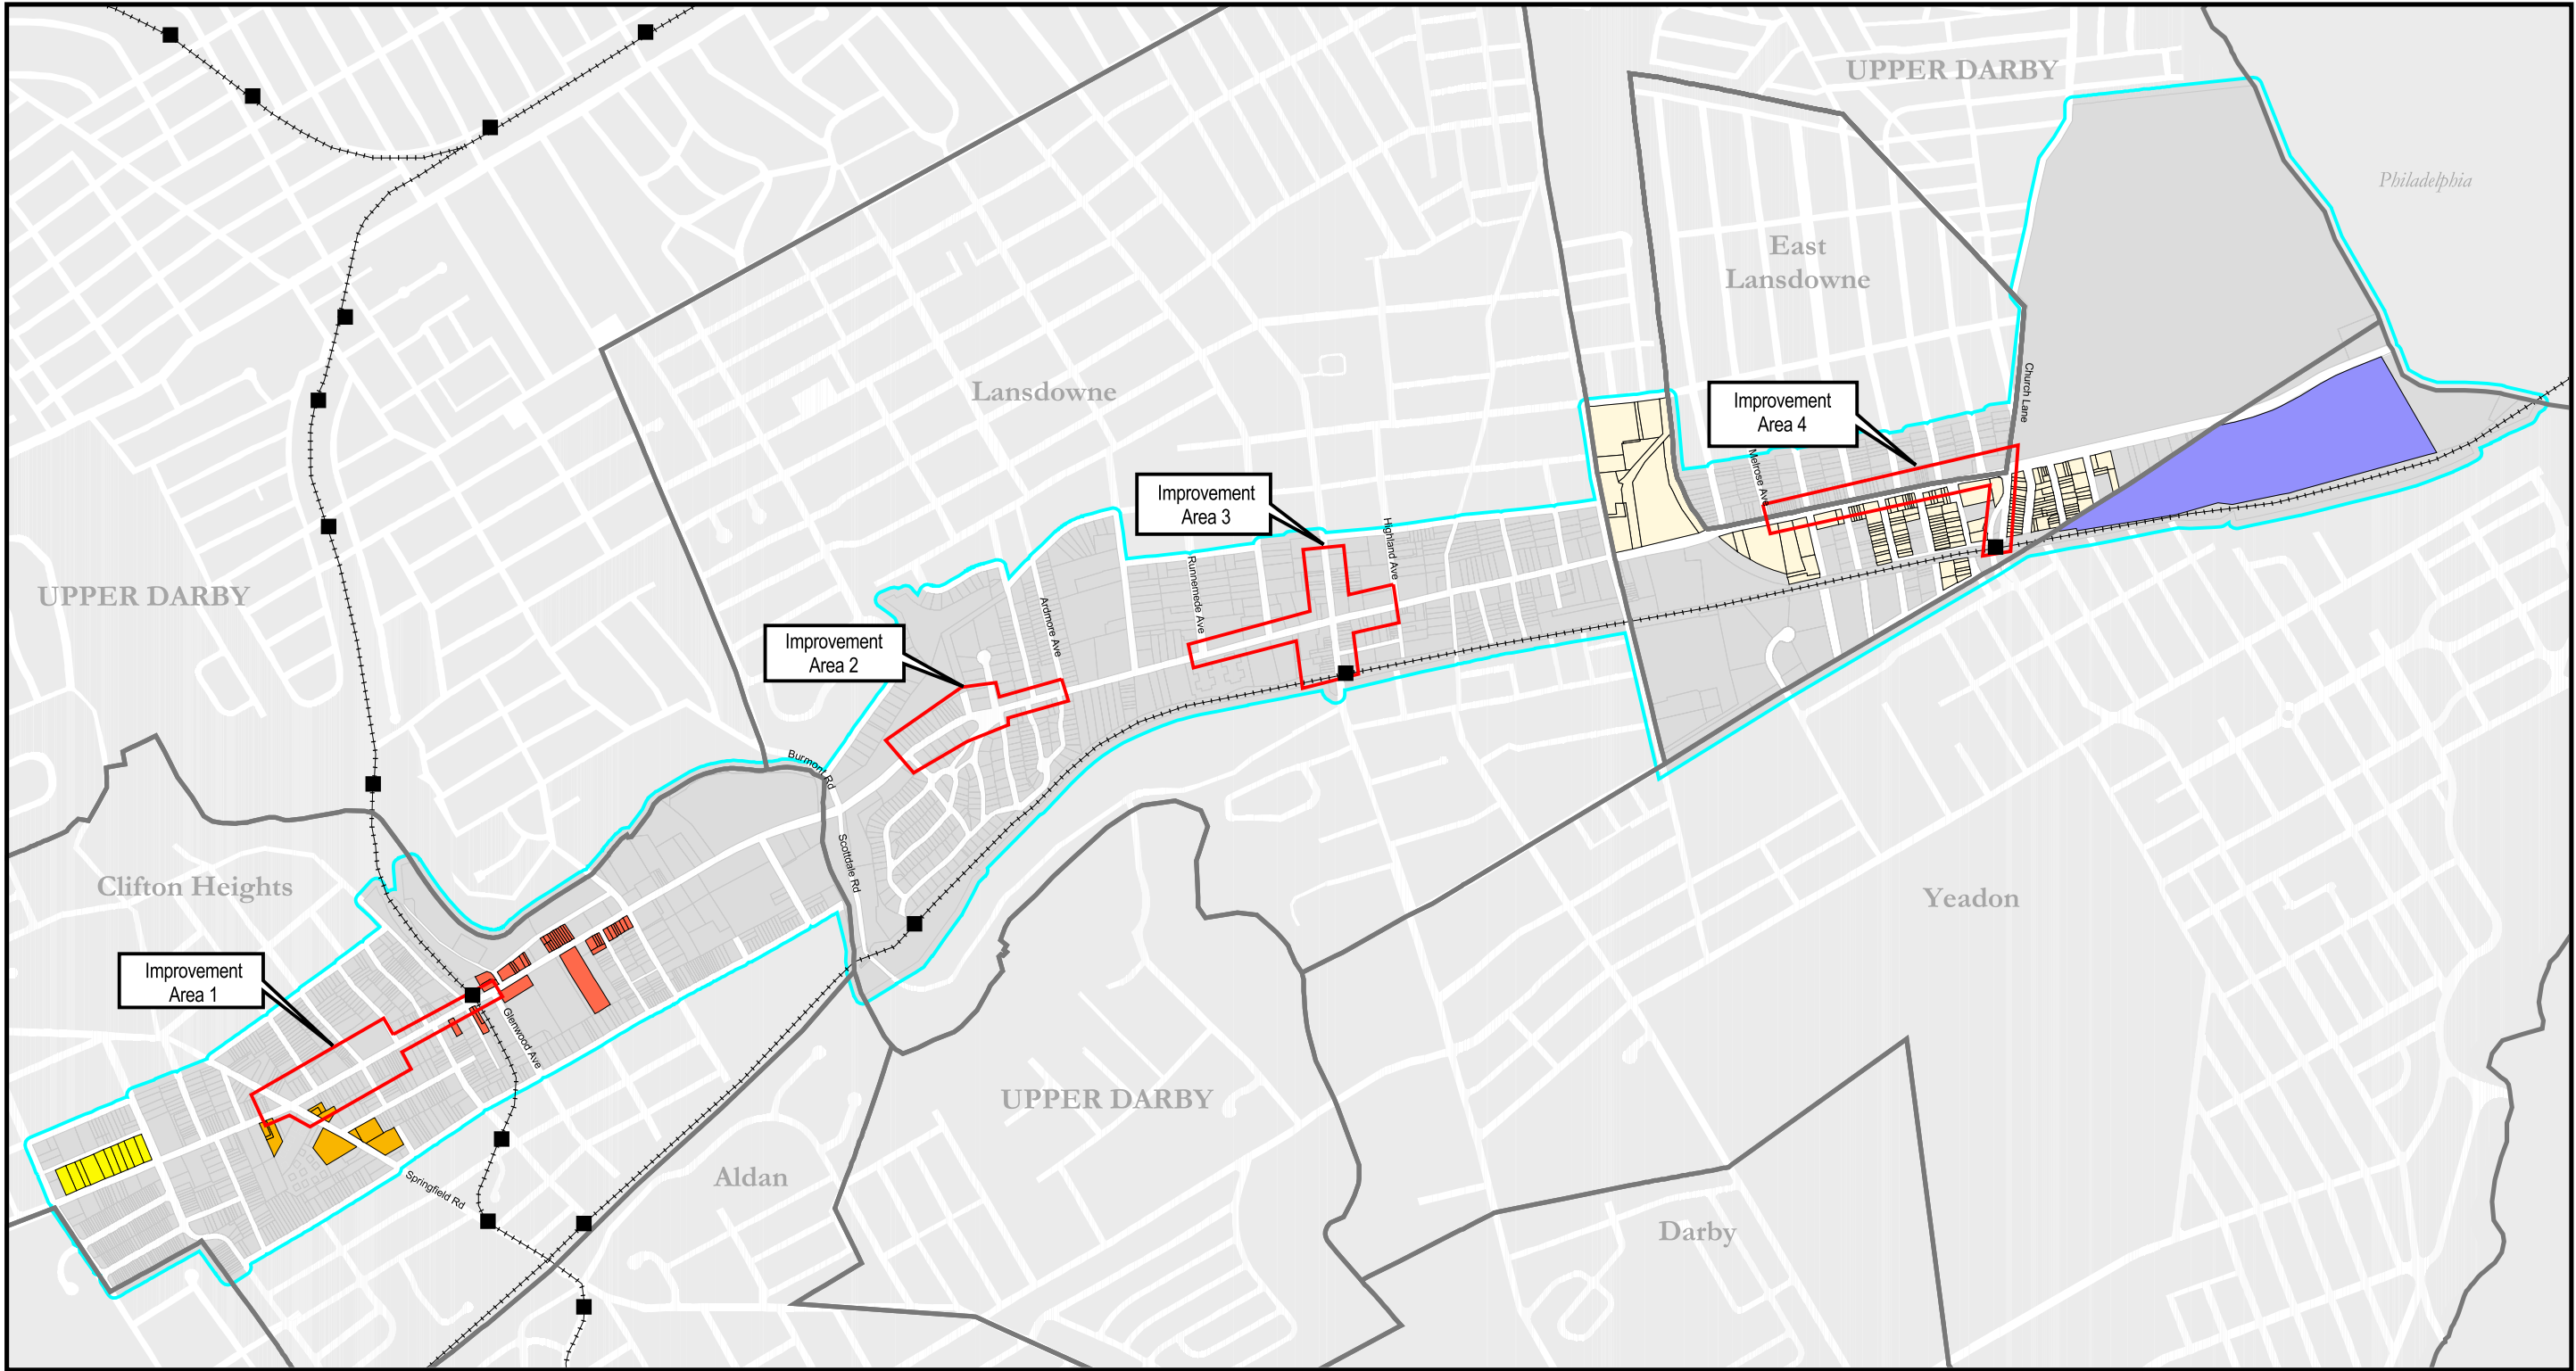 UPPER DARBY
Philadelphia
East
Lansdowne
Lansdowne
Church Lane
Improvement
Area 4
Melrose Ave
Improvement
Area 3
Highland Ave
Runnemede Ave
UPPER DARBY
Ardmore Ave
Improvement
Area 2
Burmont Rd
Scottdale Rd
Clifton Heights
Yeadon
Improvement
Area 1
Glenwood Ave
UPPER DARBY
Aldan
Springfield Rd
Darby